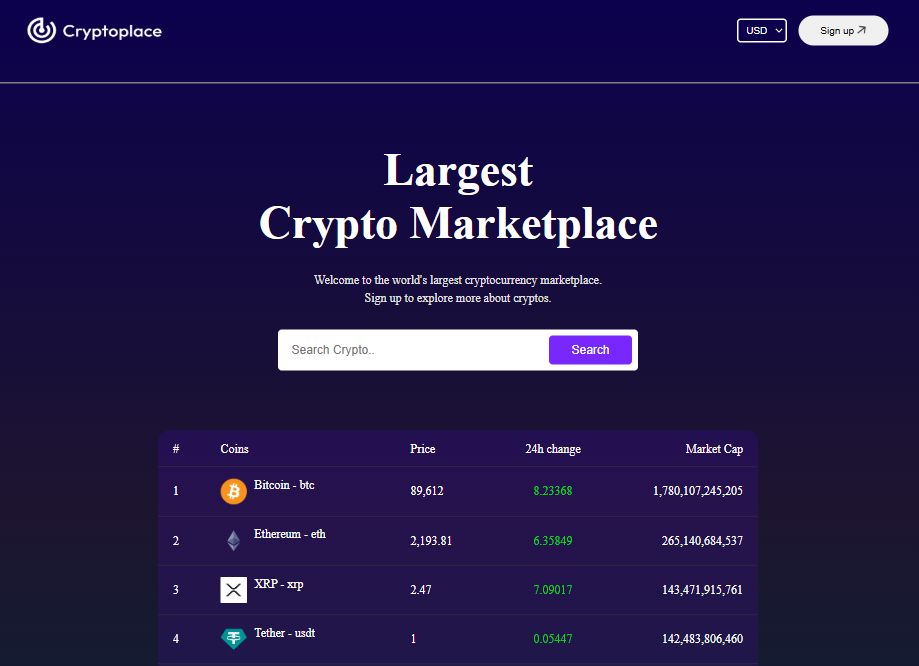 Cryptoplace
USD
Sign up
Largest
Crypto Marketplace
Welcome to the world's largest cryptocurrency marketplace.
Sign up to explore more about cryptos.
Search Crypto..
Search
# Coins Price 24h change Market Cap
1 Bitcoin - btc 89,612 8.23368 1,780,107,245,205
2 Ethereum - eth 2,193.81 6.35849 265,140,684,537
3 XRP - xrp 2.47 7.09017 143,471,915,761
4 Tether - usdt 1 0.05447 142,483,806,460